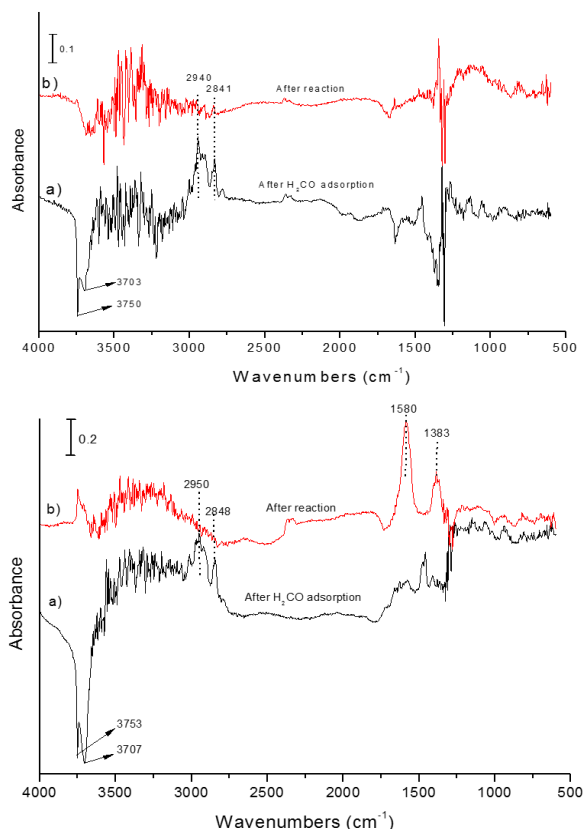 0.1
b)
2940
2841
After reaction
a)
After H₂CO adsorption
3703
3750
Absorbance
4000 3500 3000 2500 2000 1500 1000 500
Wavenumbers (cm⁻¹)
0.2
1580
1383
2950
2848
b)
After reaction
a)
After H₂CO adsorption
3753
3707
Absorbance
4000 3500 3000 2500 2000 1500 1000 500
Wavenumbers (cm⁻¹)